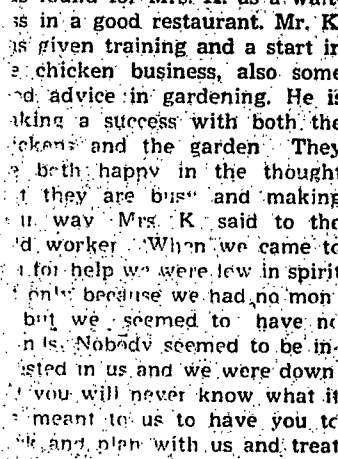 in a good restaurant. Mr. K
given training and a start in
chicken business, also some
advice in gardening. He is
a success with both the
and the garden They
both happy in the thought
they are busy and making
way Mrs. K said to the
worker "When we came to
for help we were low in spirit
only because we had no mon
but we seemed to have no
Nobody seemed to be in-
in us and we were down
you will never know what it
meant to us to have you to
and plan with us and treat